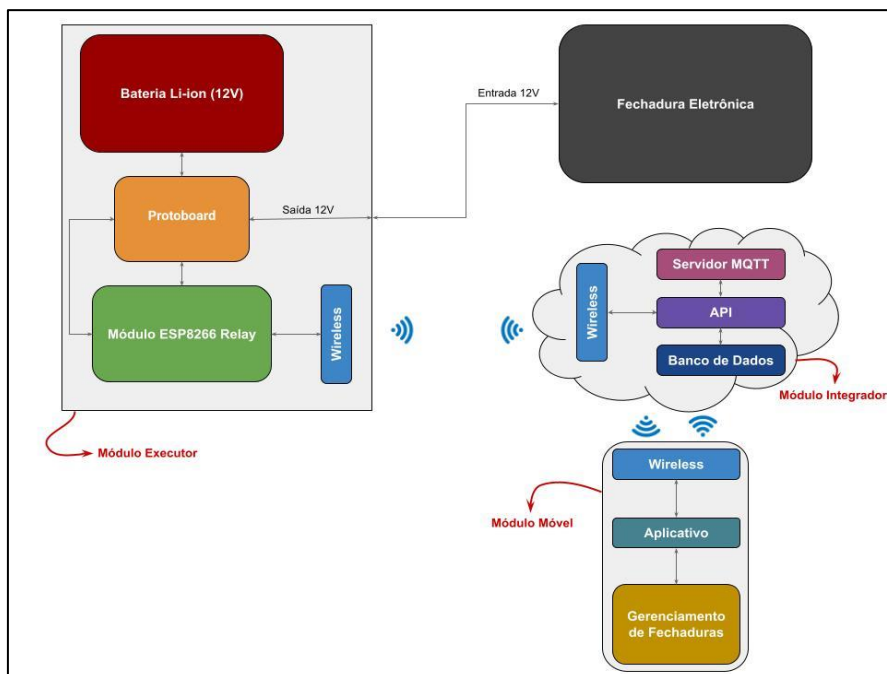 Bateria Li-ion (12V)
Protoboard
Saída 12V
Módulo ESP8266 Relay
Wireless
Módulo Executor
Entrada 12V
Fechadura Eletrônica
Wireless
Servidor MQTT
API
Banco de Dados
Módulo Integrador
Wireless
Módulo Móvel
Aplicativo
Gerenciamento
de Fechaduras